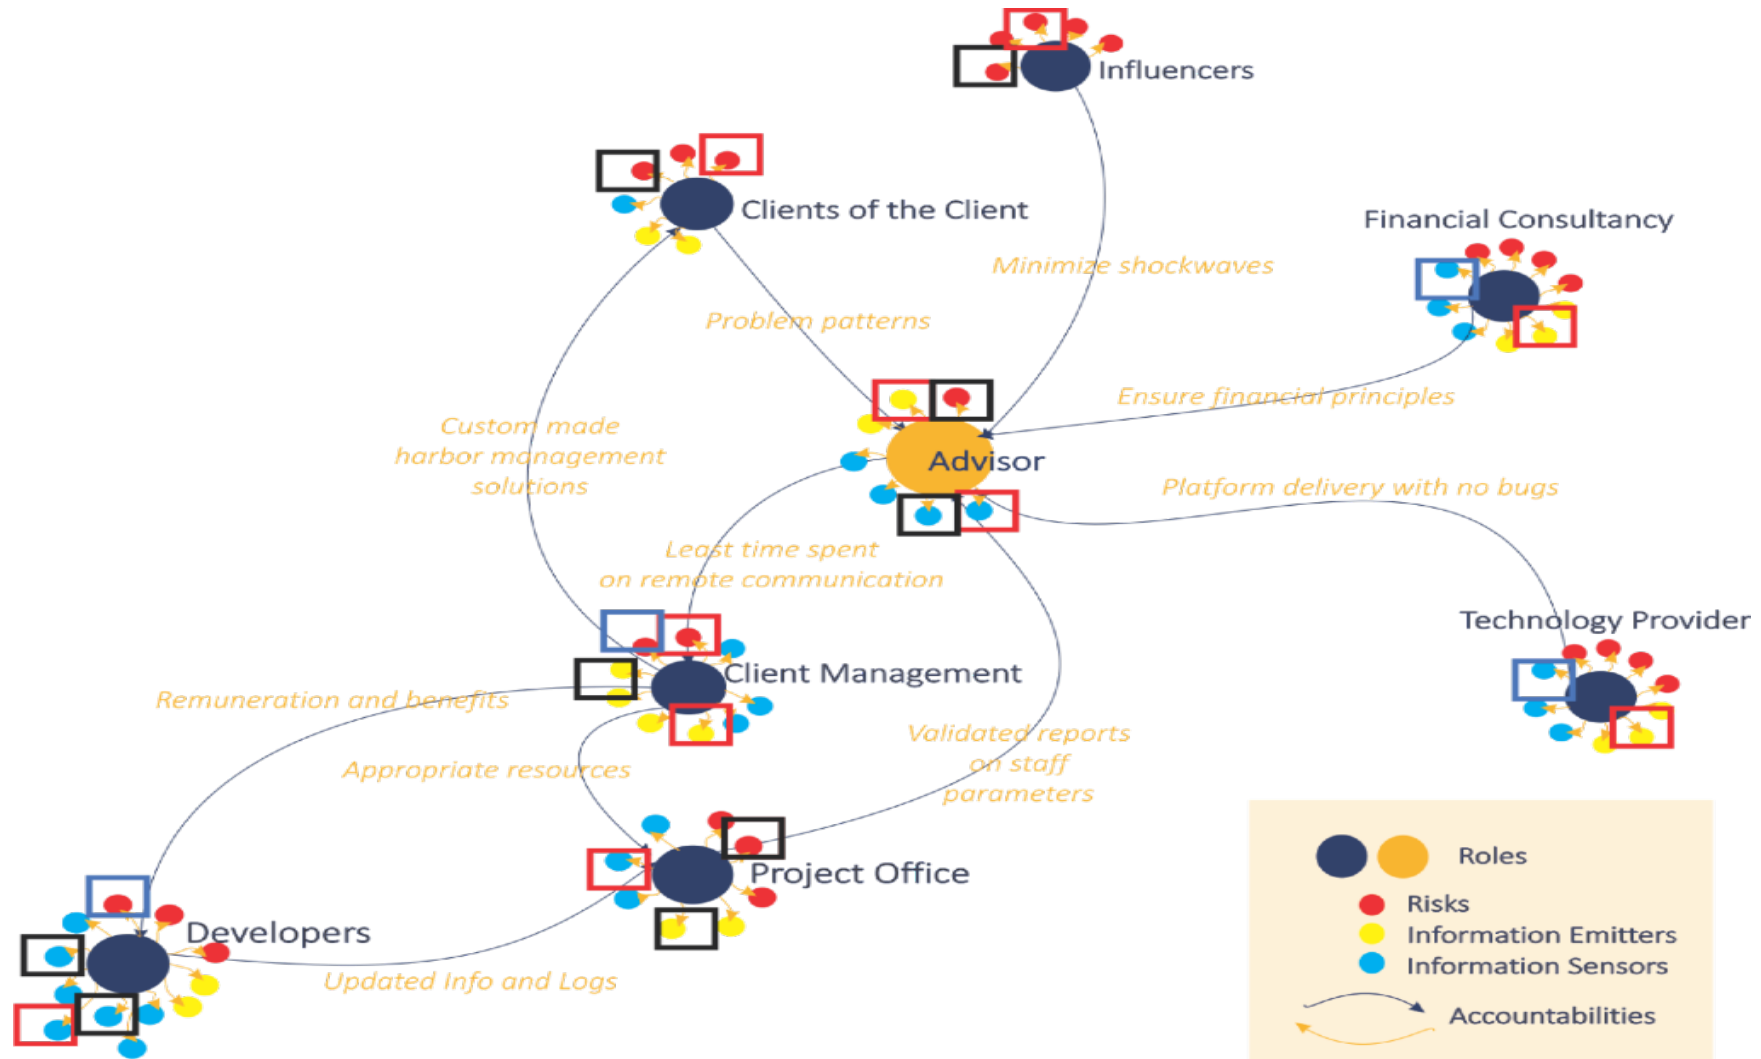 Influencers
Clients of the Client
Financial Consultancy
Minimize shockwaves
Problem patterns
Ensure financial principles
Custom made
harbor management
solutions
Advisor
Platform delivery with no bugs
Least time spent
on remote communication
Technology Provider
Client Management
Remuneration and benefits
Validated reports
on staff
parameters
Appropriate resources
Project Office
Developers
Updated Info and Logs
Roles
Risks
Information Emitters
Information Sensors
Accountabilities